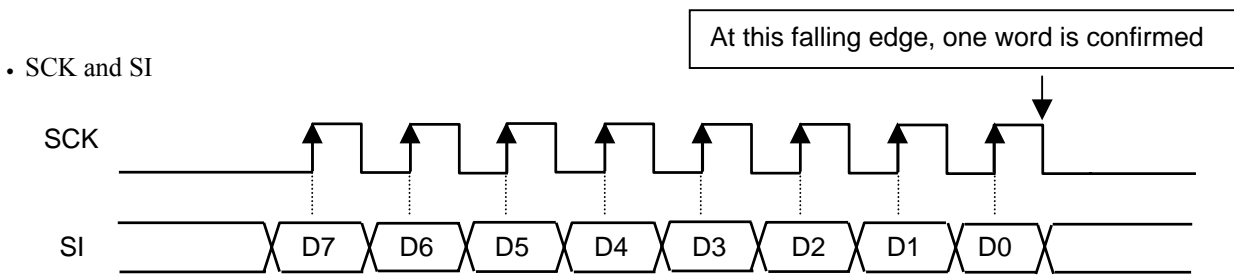 At this falling edge, one word is confirmed
• SCK and SI
SCK
SI D7 D6 D5 D4 D3 D2 D1 D0